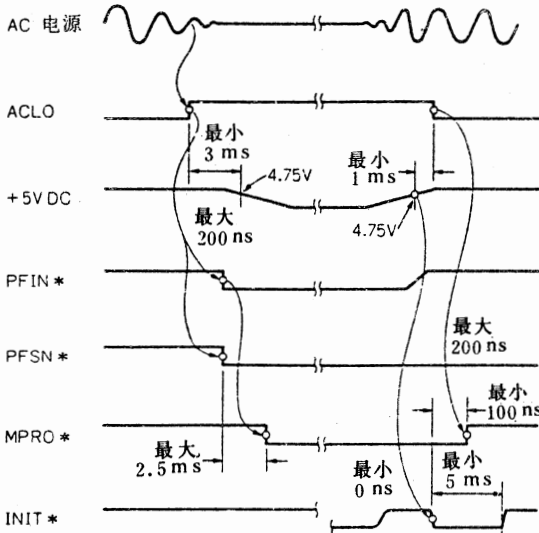 AC 电源
ACLO
最小
3 ms
最小
1 ms
4.75V
+5V DC
最大
200 ns
4.75V
PFIN *
最大
200 ns
PFSN *
最小
100 ns
MPRO *
最大
2.5 ms
最小
0 ns
最小
5 ms
INIT *